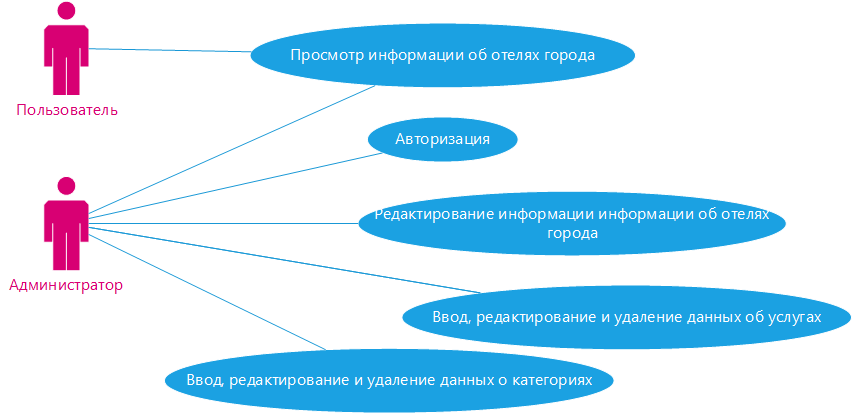 Просмотр информации об отелях города
Пользователь
Авторизация
Редактирование информации информации об отелях
города
Администратор
Ввод, редактирование и удаление данных об услугах
Ввод, редактирование и удаление данных о категориях